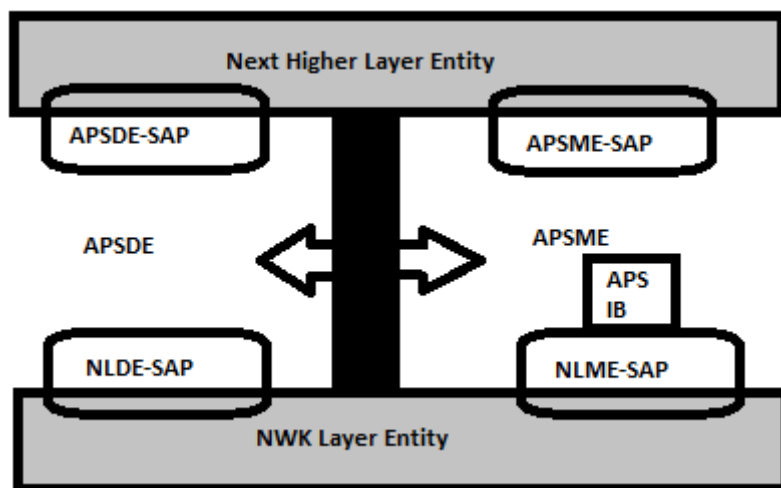 Next Higher Layer Entity
APSDE-SAP
APSME-SAP
APSDE
APSME
APS
IB
NLDE-SAP
NLME-SAP
NWK Layer Entity